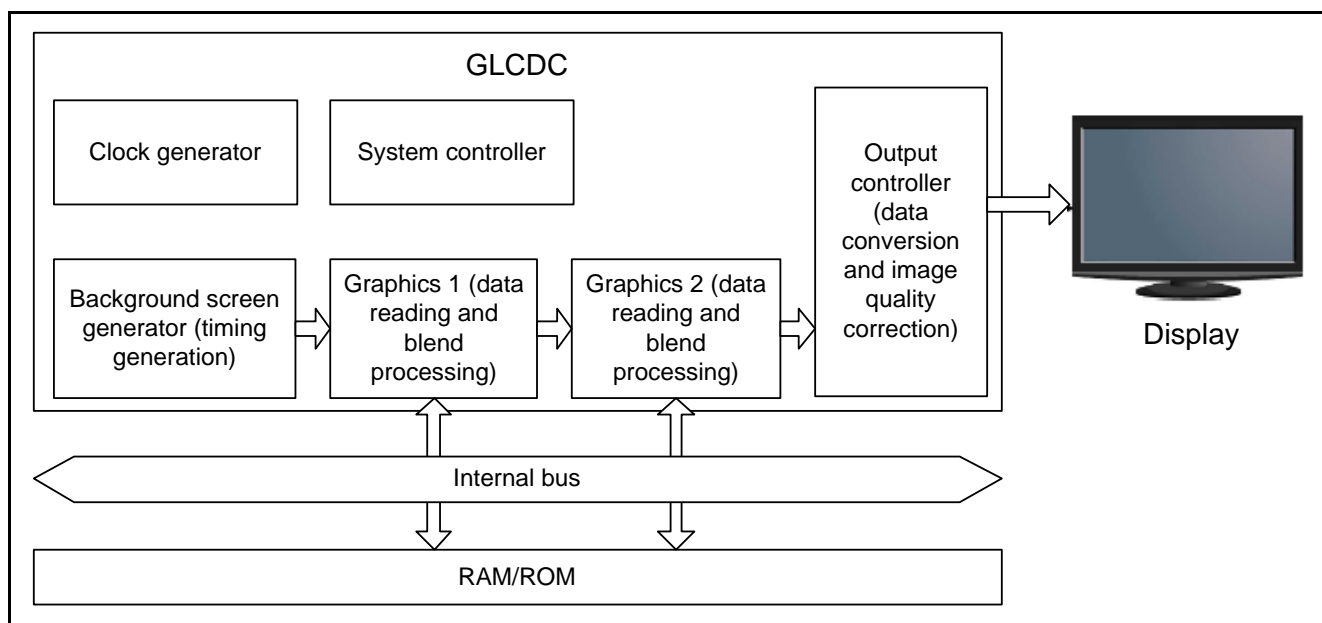 GLCDC
Clock generator
System controller
Output
controller
(data
conversion
and image
quality
correction)
Background screen
generator (timing
generation)
Graphics 1 (data
reading and
blend
processing)
Graphics 2 (data
reading and
blend
processing)
Display
Internal bus
RAM/ROM